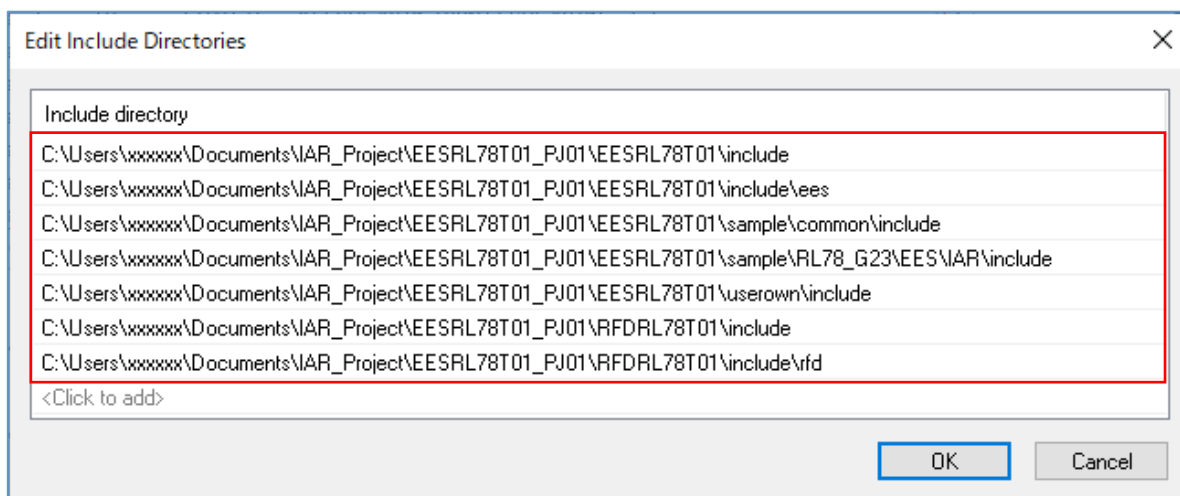 Edit Include Directories
Include directory
C:\Users\xxxxxx\Documents\IAR_Project\EESRL78T01_PJ01\EESRL78T01\include
C:\Users\xxxxxx\Documents\IAR_Project\EESRL78T01_PJ01\EESRL78T01\include\ees
C:\Users\xxxxxx\Documents\IAR_Project\EESRL78T01_PJ01\EESRL78T01\sample\common\include
C:\Users\xxxxxx\Documents\IAR_Project\EESRL78T01_PJ01\EESRL78T01\sample\RL78_G23\EES\IAR\include
C:\Users\xxxxxx\Documents\IAR_Project\EESRL78T01_PJ01\EESRL78T01\userown\include
C:\Users\xxxxxx\Documents\IAR_Project\EESRL78T01_PJ01\RFDRL78T01\include
C:\Users\xxxxxx\Documents\IAR_Project\EESRL78T01_PJ01\RFDRL78T01\include\rfd
<Click to add>
OK Cancel